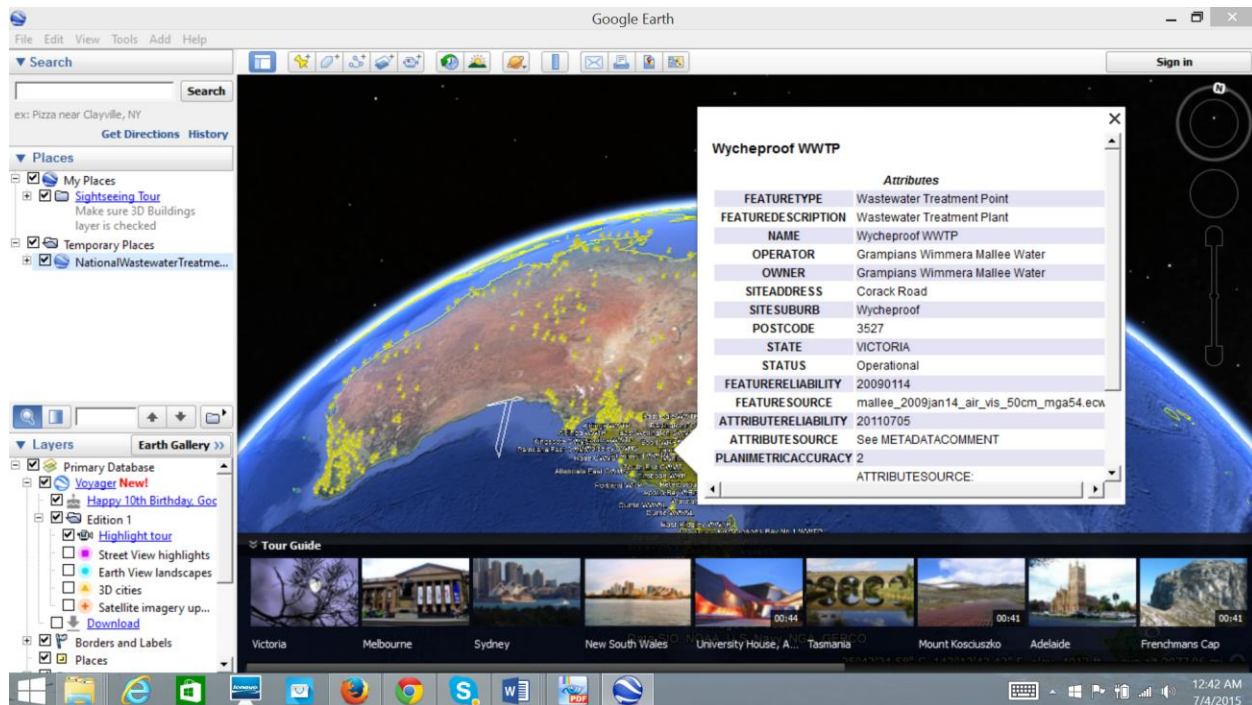 Google Earth
File Edit View Tools Add Help
Search
Sign in
Search
ex: Pizza near Clayville, NY
Get Directions History
Places
My Places
Sightseeing Tour
Make sure 3D Buildings
layer is checked
Temporary Places
NationalWastewaterTreatme...
Layers
Earth Gallery >>
Primary Database
Voyager New!
Happy 10th Birthday, Goo
Edition 1
Highlight tour
Street View highlights
Earth View landscapes
3D cities
Satellite imagery up...
Download
Borders and Labels
Places
N
Wycheproof WWTP
Attributes
FEATURETYPE Wastewater Treatment Point
FEATUREDESCRIPTION Wastewater Treatment Plant
NAME Wycheproof WWTP
OPERATOR Grampians Wimmera Mallee Water
OWNER Grampians Wimmera Mallee Water
SITEADDRESS Corack Road
SITESUBURB Wycheproof
POSTCODE 3527
STATE VICTORIA
STATUS Operational
FEATURERELIABILITY 20090114
FEATURESOURCE mallee_2009jan14_air_vis_50cm_mga54.ecw
ATTRIBUTERELIABILITY 20110705
ATTRIBUTESOURCE See METADATACOMMENT
PLANIMETRICACCURACY 2
ATTRIBUTESOURCE:
Tour Guide
00:44 00:41 00:41
Victoria Melbourne Sydney New South Wales University House, A... Tasmania Mount Kosciuszko Adelaide Frenchmans Cap
lenovo
S
W
PDF
12:42 AM
7/4/2015